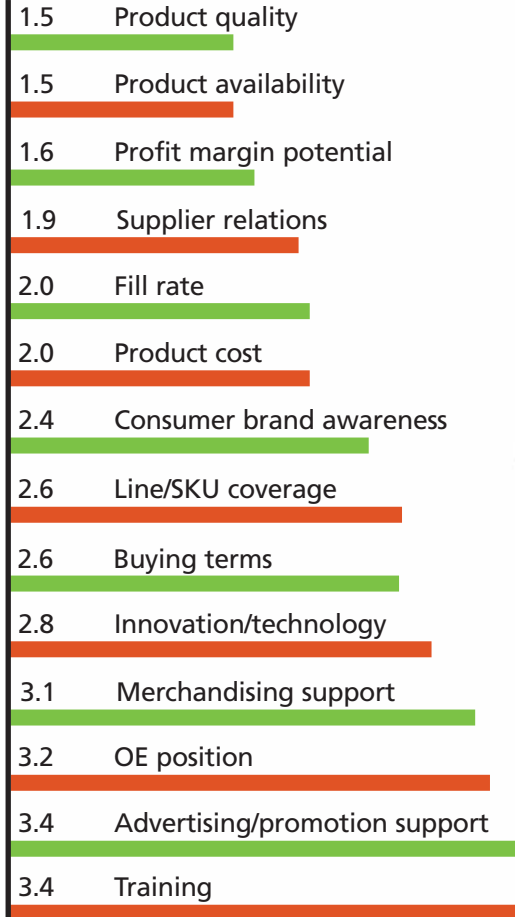 1.5 Product quality
1.5 Product availability
1.6 Profit margin potential
1.9 Supplier relations
2.0 Fill rate
2.0 Product cost
2.4 Consumer brand awareness
2.6 Line/SKU coverage
2.6 Buying terms
2.8 Innovation/technology
3.1 Merchandising support
3.2 OE position
3.4 Advertising/promotion support
3.4 Training